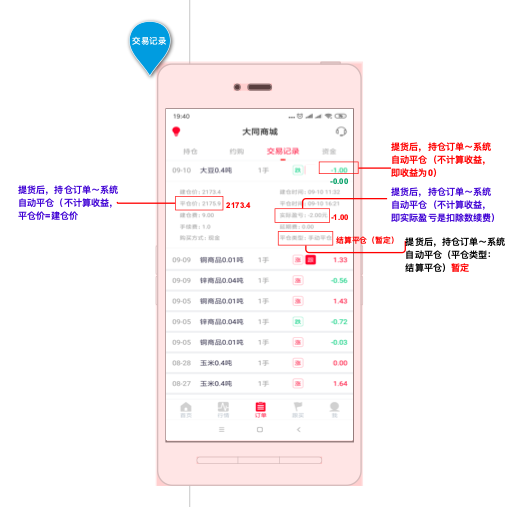 交易记录
19:40
大同商城
持仓 约购 交易记录 资金
09-10 大豆0.4吨 1手 跌 -1.00
-0.00
建仓价: 2173.4 建仓时间: 09-10 11:32
平仓价: 2175.9 2173.4 平仓时间: 09-10 16:21
建仓费: 9.00 实际盈亏: -2.00元 -1.00
手续费: 1.0 延期费: 0.00
购买方式: 现金 平仓类型: 手动平仓 结算平仓（暂定）
09-09 铜商品0.01吨 1手 涨 1.33
09-09 锌商品0.04吨 1手 涨 -0.56
09-05 铜商品0.01吨 1手 涨 1.43
09-05 锌商品0.04吨 1手 跌 -0.72
09-05 铜商品0.01吨 1手 涨 -0.03
08-28 玉米0.4吨 1手 涨 0.00
08-27 玉米0.4吨 1手 涨 1.64
首页 行情 订单 我
提货后，持仓订单～系统
自动平仓（不计算收益，
平仓价=建仓价
提货后，持仓订单～系统
自动平仓（不计算收益，
即收益为0）
提货后，持仓订单～系统
自动平仓（不计算收益，
即实际盈亏是扣除数续费）
提货后，持仓订单～系统
自动平仓（平仓类型：
结算平仓）暂定